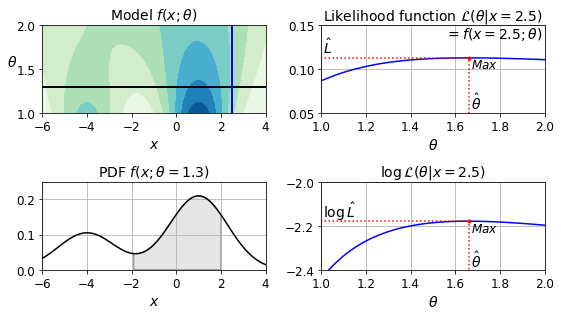 Model f(x; θ)
2.0
1.5
1.0
θ
−6 −4 −2 0 2 4
x
Likelihood function ℒ(θ|x = 2.5)
= f(x = 2.5; θ)
0.15
0.10
0.05
L̂
Max
θ̂
1.0 1.2 1.4 1.6 1.8 2.0
θ
PDF f(x; θ = 1.3)
0.2
0.1
0.0
−6 −4 −2 0 2 4
x
log ℒ(θ|x = 2.5)
−2.0
−2.2
−2.4
log L̂
Max
θ̂
1.0 1.2 1.4 1.6 1.8 2.0
θ